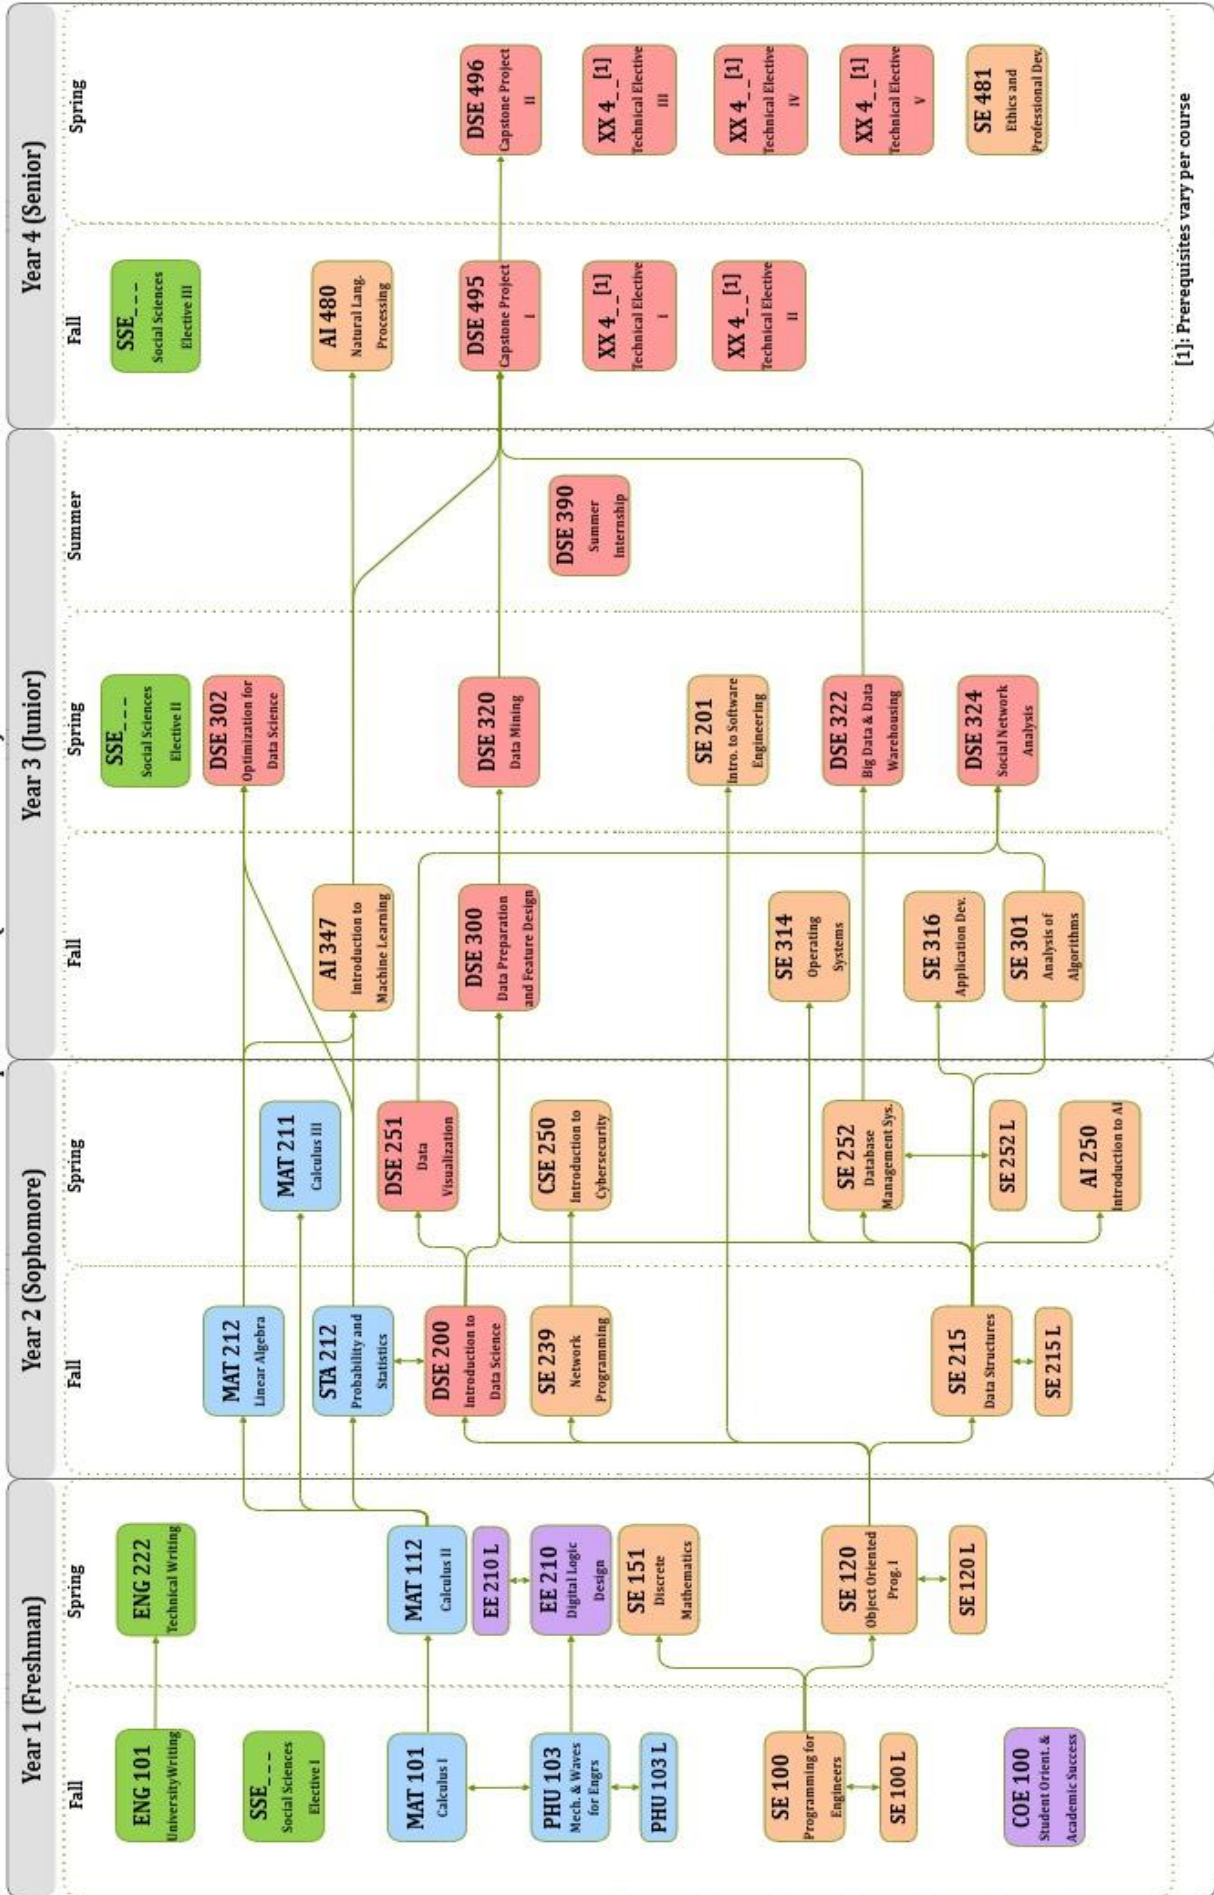 Year 1 (Freshman)
Fall
ENG 101
UniversityWriting
SSE_ _ _
Social Sciences
Elective I
MAT 101
Calculus I
PHU 103
Mech. & Waves
for Engrs
PHU 103 L
SE 100
Programming for
Engineers
SE 100 L
COE 100
Student Orient. &
Academic Success
Spring
ENG 222
Technical Writing
MAT 112
Calculus II
EE 210 L
EE 210
Digital Logic
Design
SE 151
Discrete
Mathematics
SE 120
Object Oriented
Prog. I
SE 120 L
Year 2 (Sophomore)
Fall
MAT 212
Linear Algebra
STA 212
Probability and
Statistics
DSE 200
Introduction to
Data Science
SE 239
Network
Programming
SE 215
Data Structures
SE 215 L
Spring
MAT 211
Calculus III
DSE 251
Data
Visualization
CSE 250
Introduction to
Cybersecurity
SE 252
Database
Management Sys.
SE 252 L
AI 250
Introduction to AI
Year 3 (Junior)
Fall
AI 347
Introduction to
Machine Learning
DSE 300
Data Preparation
and Feature Design
SE 314
Operating
Systems
SE 316
Application Dev.
SE 301
Analysis of
Algorithms
Spring
SSE_ _ _
Social Sciences
Elective II
DSE 302
Optimization for
Data Science
DSE 320
Data Mining
SE 201
Intro. to Software
Engineering
DSE 322
Big Data & Data
Warehousing
DSE 324
Social Network
Analysis
Summer
DSE 390
Summer
Internship
Year 4 (Senior)
Fall
SSE_ _ _
Social Sciences
Elective III
AI 480
Natural Lang.
Processing
DSE 495
Capstone Project
I
XX 4_ _ [1]
Technical Elective
I
XX 4_ _ [1]
Technical Elective
II
Spring
DSE 496
Capstone Project
II
XX 4_ _ [1]
Technical Elective
III
XX 4_ _ [1]
Technical Elective
IV
XX 4_ _ [1]
Technical Elective
V
SE 481
Ethics and
Professional Dev.
[1]: Prerequisites vary per course